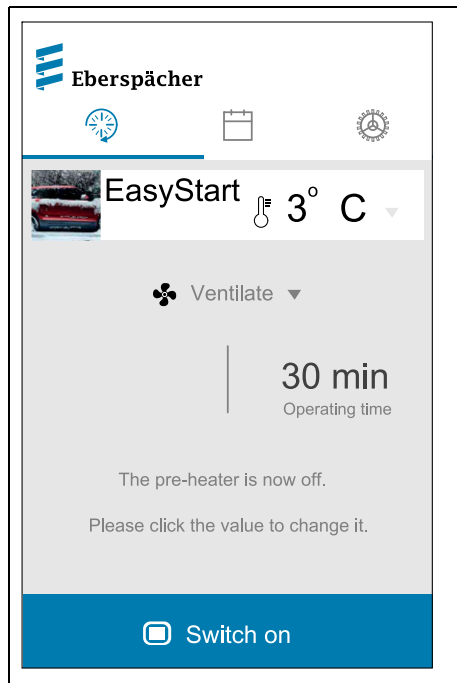 Eberspächer
EasyStart 3° C
Ventilate
30 min
Operating time
The pre-heater is now off.
Please click the value to change it.
Switch on